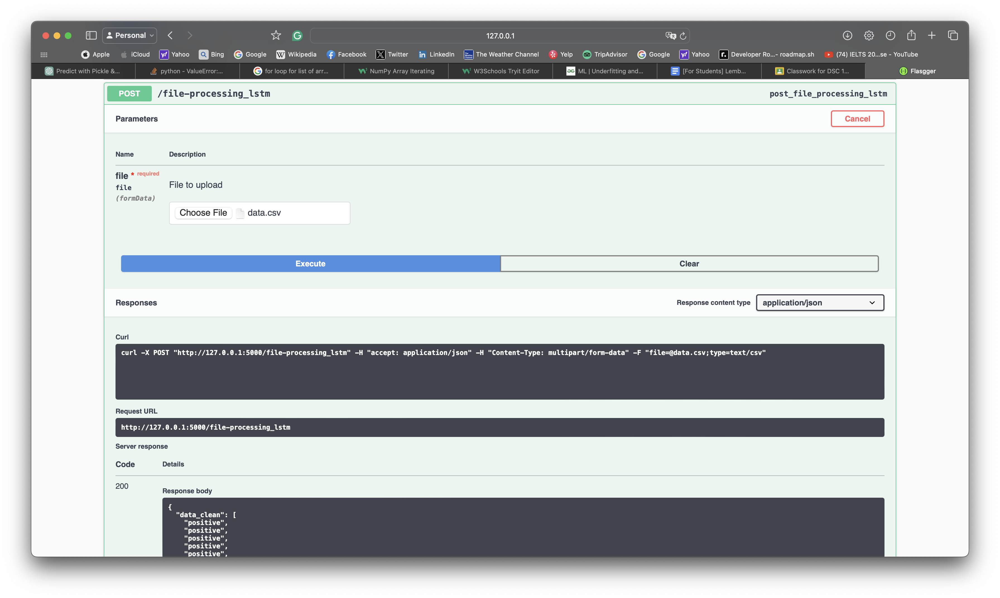 Personal
127.0.0.1
Apple iCloud Yahoo Bing Google Wikipedia Facebook Twitter LinkedIn The Weather Channel Yelp TripAdvisor Google Yahoo Developer Ro...- roadmap.sh (74) IELTS 20...se - YouTube
Predict with Pickle &... python - ValueError:... for loop for list of arr... NumPy Array Iterating W3Schools Tryit Editor ML | Underfitting and... [For Students] Lemb... Classwork for DSC 1... Flasgger
POST /file-processing_lstm post_file_processing_lstm
Parameters Cancel
Name Description
file * required
file
(formData)
File to upload
Choose File data.csv
Execute Clear
Responses Response content type application/json
Curl
curl -X POST "http://127.0.0.1:5000/file-processing_lstm" -H "accept: application/json" -H "Content-Type: multipart/form-data" -F "file=@data.csv;type=text/csv"
Request URL
http://127.0.0.1:5000/file-processing_lstm
Server response
Code Details
200
Response body
{
"data_clean": [
"positive",
"positive",
"positive",
"positive",
"positive",